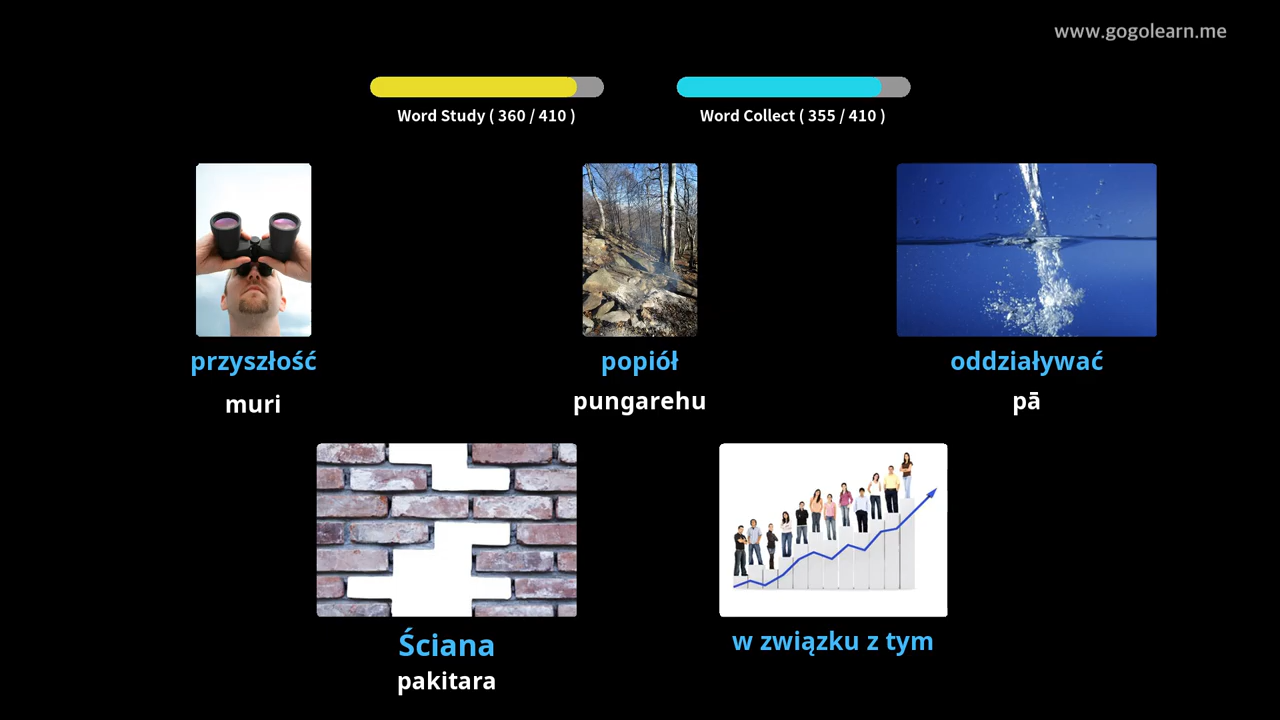 www.gogolearn.me
Word Study ( 360 / 410 )
Word Collect ( 355 / 410 )
przyszłość
muri
popiół
pungarehu
oddziaływać
pā
Ściana
pakitara
w związku z tym